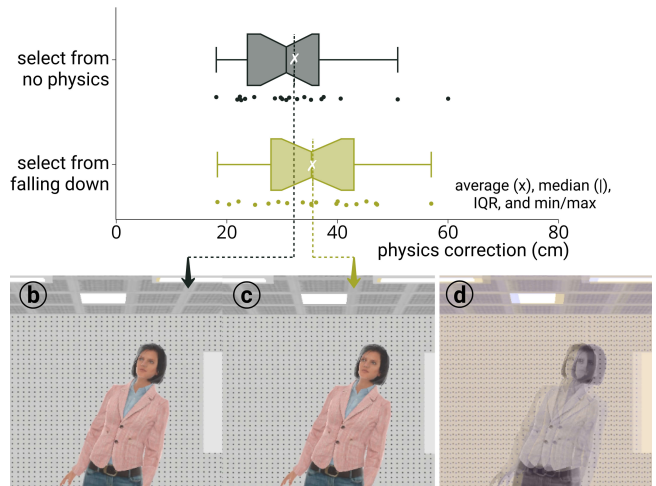 select from
no physics
select from
falling down
average (x), median (|),
IQR, and min/max
0 20 40 60 80
physics correction (cm)
b c d